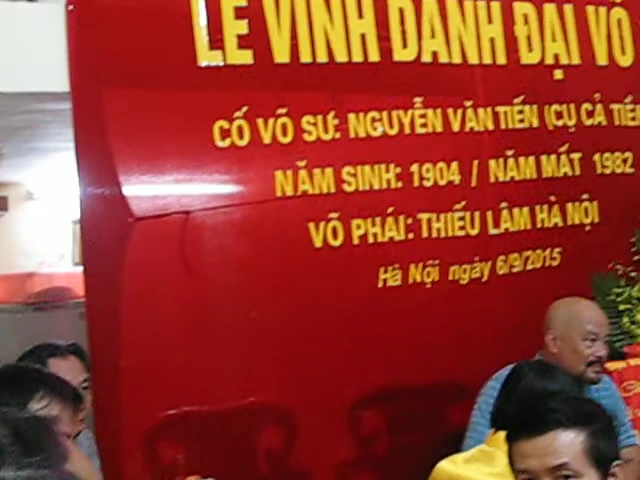 LỄ VINH DANH ĐẠI VÕ
CỐ VÕ SƯ: NGUYỄN VĂN TIẾN (CỤ CẢ TIẾN
NĂM SINH: 1904 / NĂM MẤT 1982
VÕ PHÁI: THIẾU LÂM HÀ NỘI
Hà Nội ngày 6/9/2015